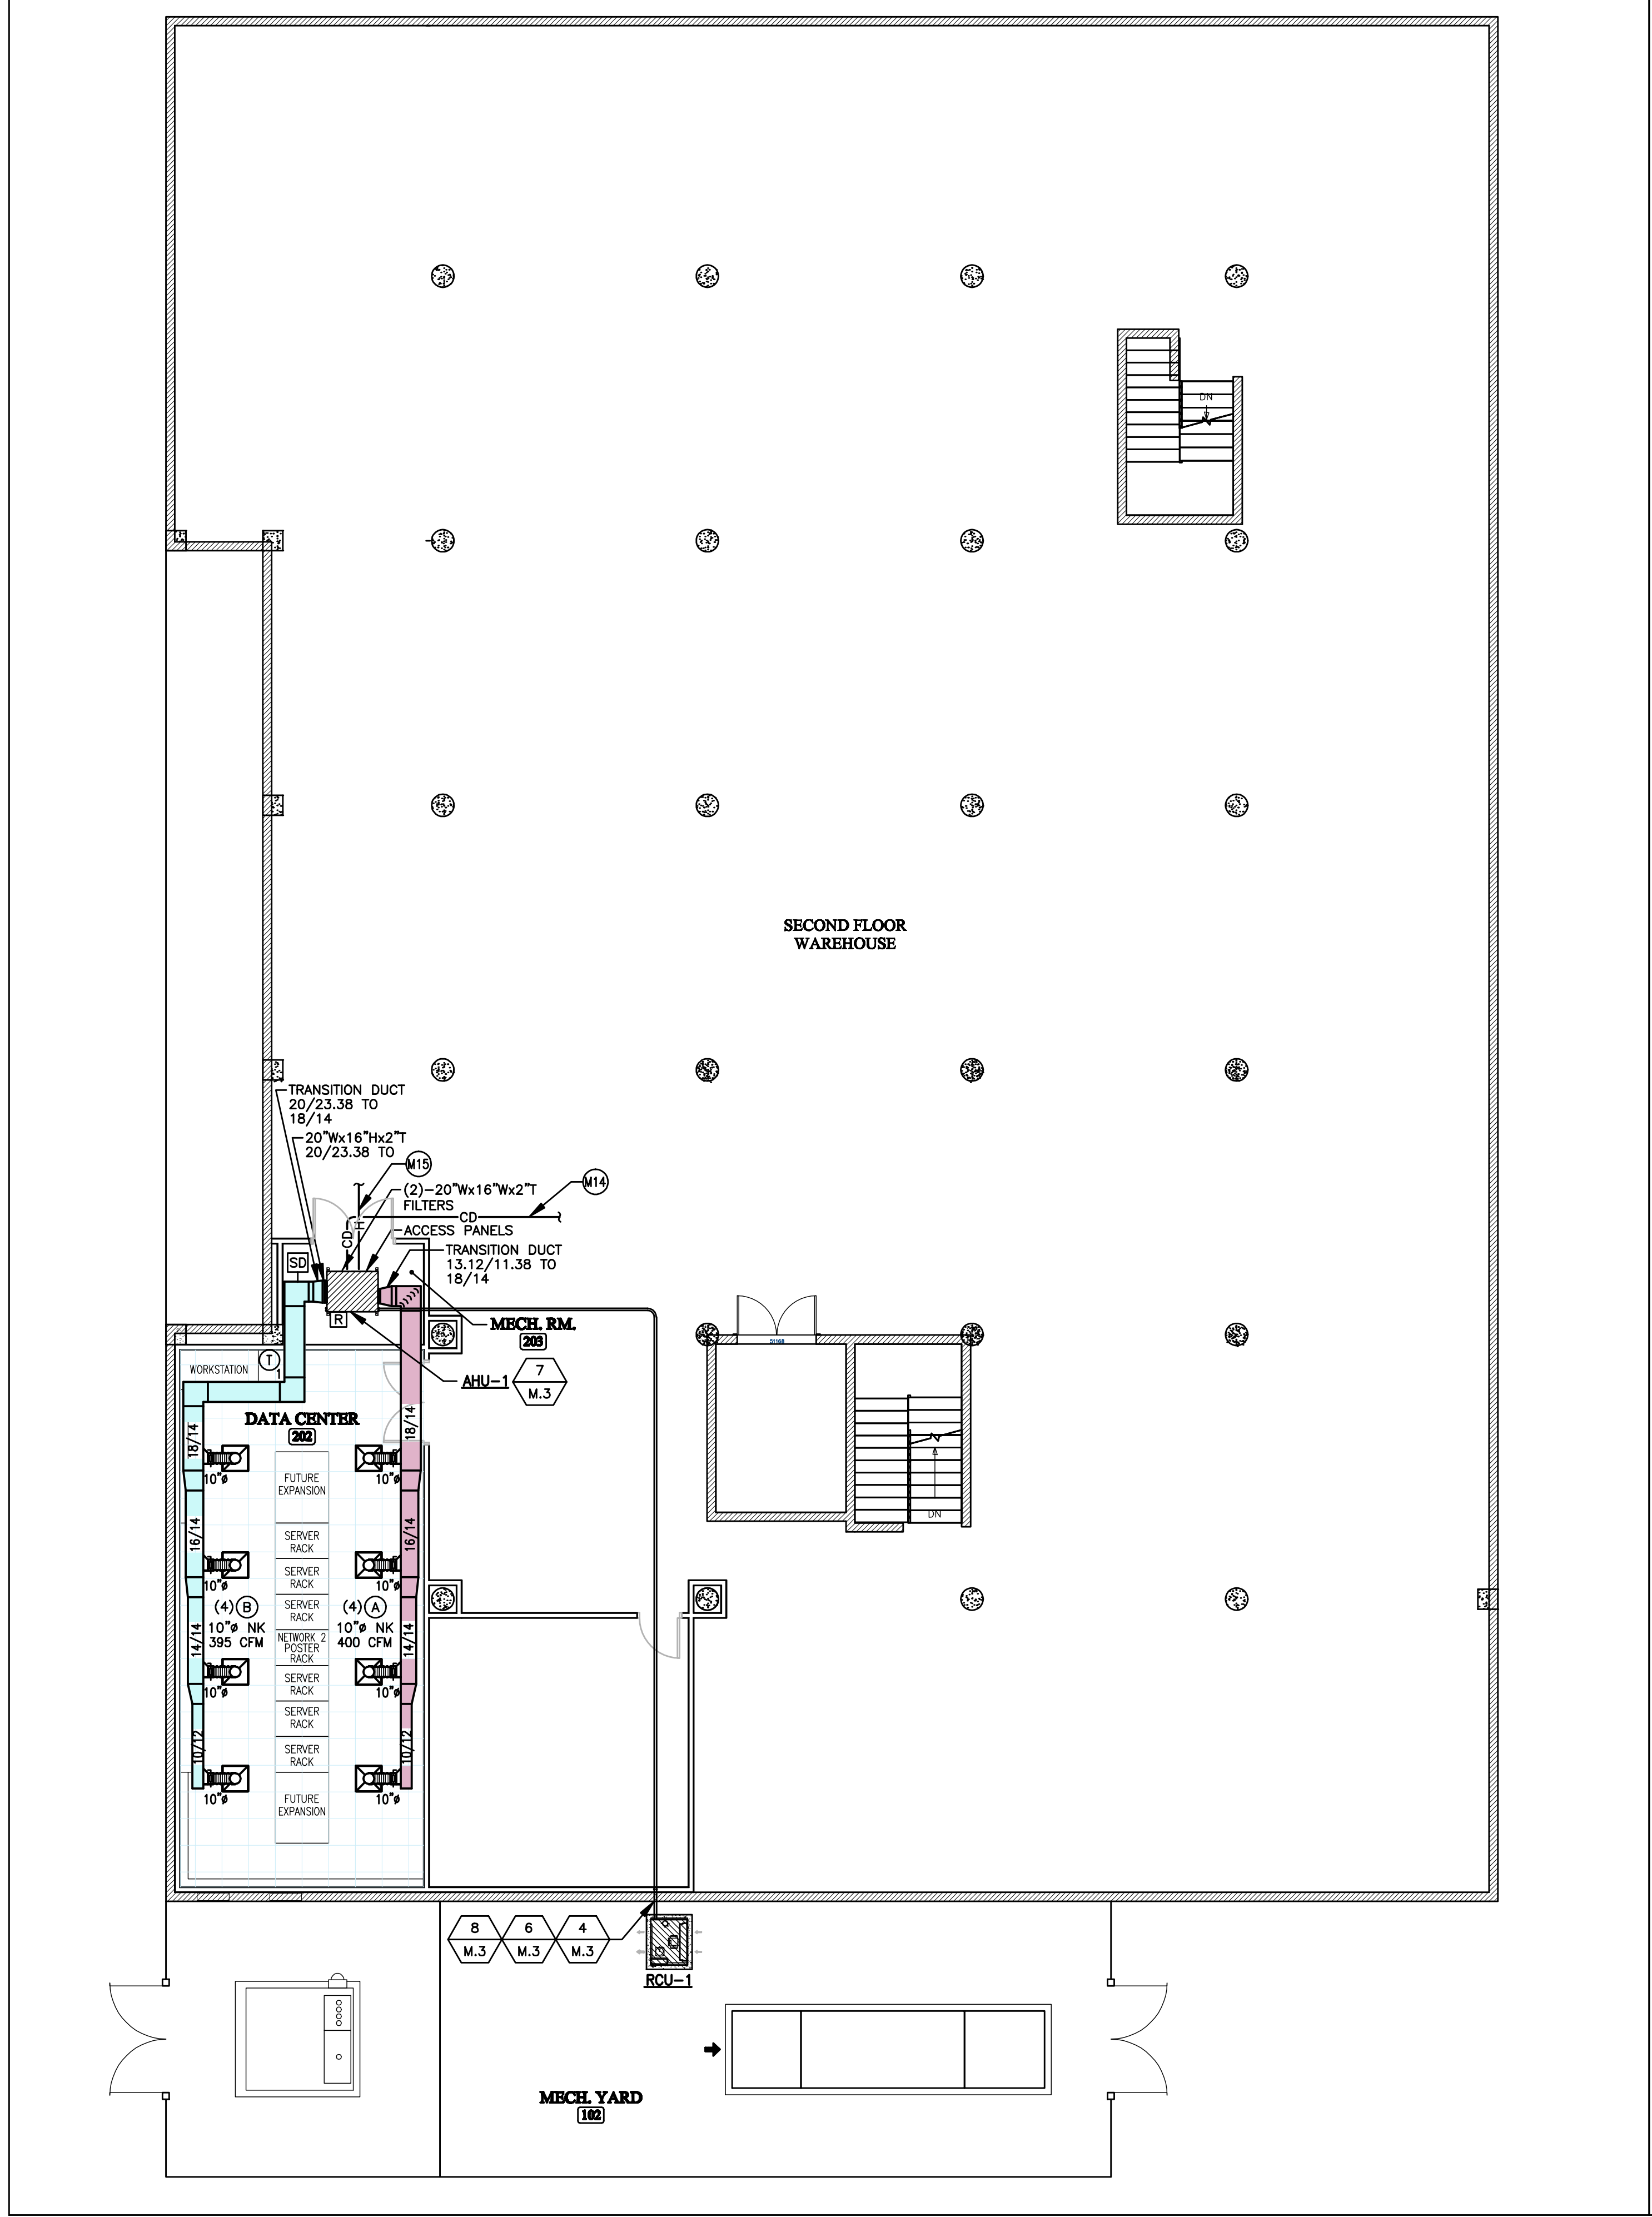 DN
SECOND FLOOR
WAREHOUSE
TRANSITION DUCT
20/23.38 TO
18/14
20"Wx16"Hx2"T
20/23.38 TO
M15
(2)-20"Wx16"Wx2"T
FILTERS
M14
CD
CD
H
ACCESS PANELS
TRANSITION DUCT
13.12/11.38 TO
18/14
SD
R
MECH. RM.
203
AHU-1
7
M.3
51168
WORKSTATION
T
1
DATA CENTER
202
18/14
18/14
10"ø
10"ø
FUTURE
EXPANSION
16/14
16/14
SERVER
RACK
SERVER
RACK
10"ø
10"ø
(4) B
10"ø NK
395 CFM
SERVER
RACK
(4) A
10"ø NK
400 CFM
14/14
14/14
NETWORK 2
POSTER
RACK
SERVER
RACK
10"ø
10"ø
SERVER
RACK
10/12
10/12
SERVER
RACK
10"ø
10"ø
FUTURE
EXPANSION
DN
8
M.3
6
M.3
4
M.3
RCU-1
MECH. YARD
102